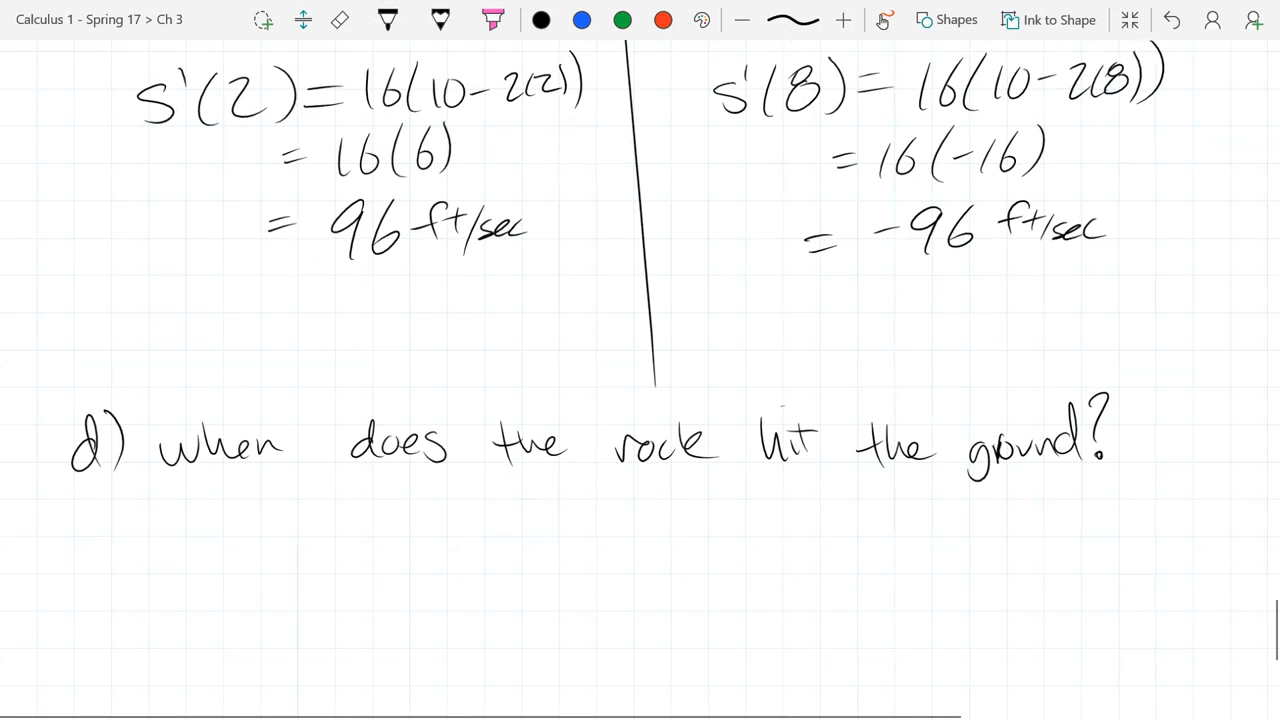 Calculus 1 - Spring 17 > Ch 3
Shapes
Ink to Shape
s'(2) = 16(10 - 2(2))
= 16(6)
= 96 ft/sec
s'(8) = 16(10 - 2(8))
= 16(-16)
= -96 ft/sec
d) when does the rock hit the ground?